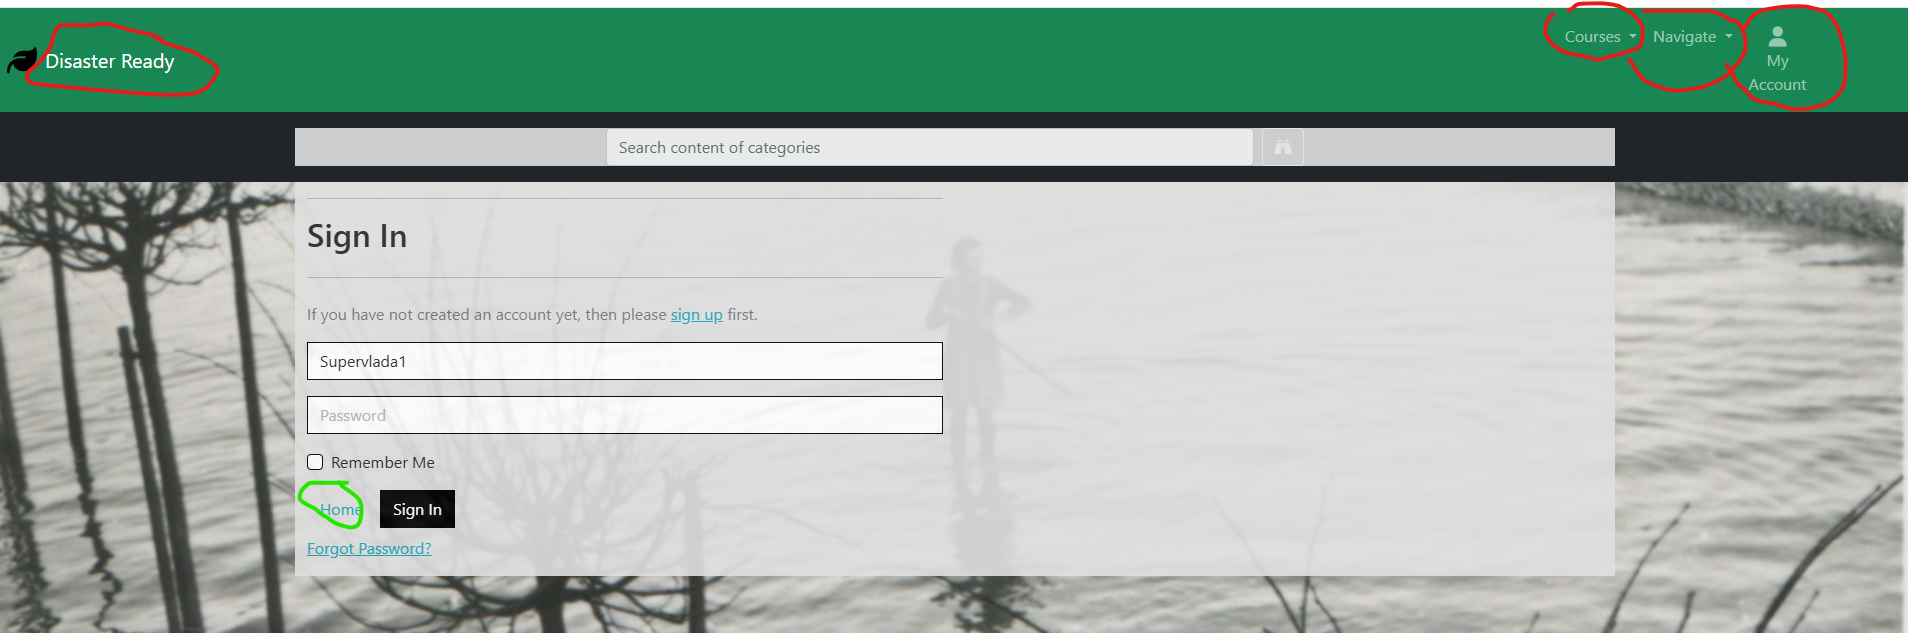 Disaster Ready
Courses
Navigate
My
Account
Search content of categories
Sign In
If you have not created an account yet, then please sign up first.
Supervlada1
Password
Remember Me
Home
Sign In
Forgot Password?